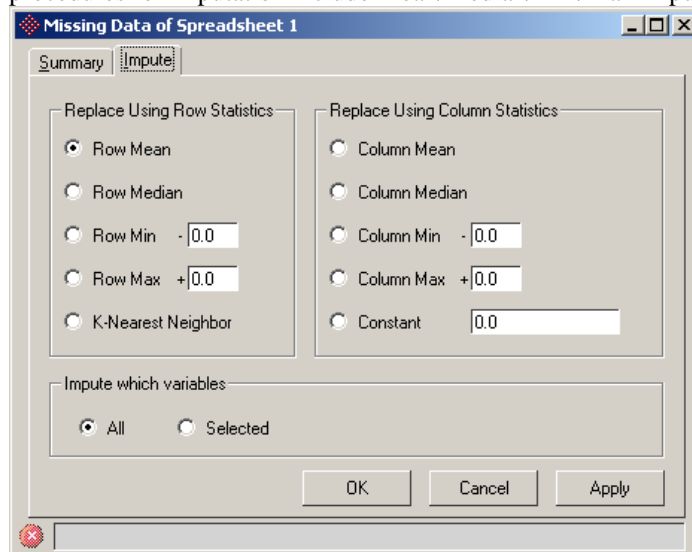 Missing Data of Spreadsheet 1
Summary Impute
Replace Using Row Statistics
Row Mean
Row Median
Row Min - 0.0
Row Max + 0.0
K-Nearest Neighbor
Replace Using Column Statistics
Column Mean
Column Median
Column Min - 0.0
Column Max + 0.0
Constant 0.0
Impute which variables
All Selected
OK Cancel Apply